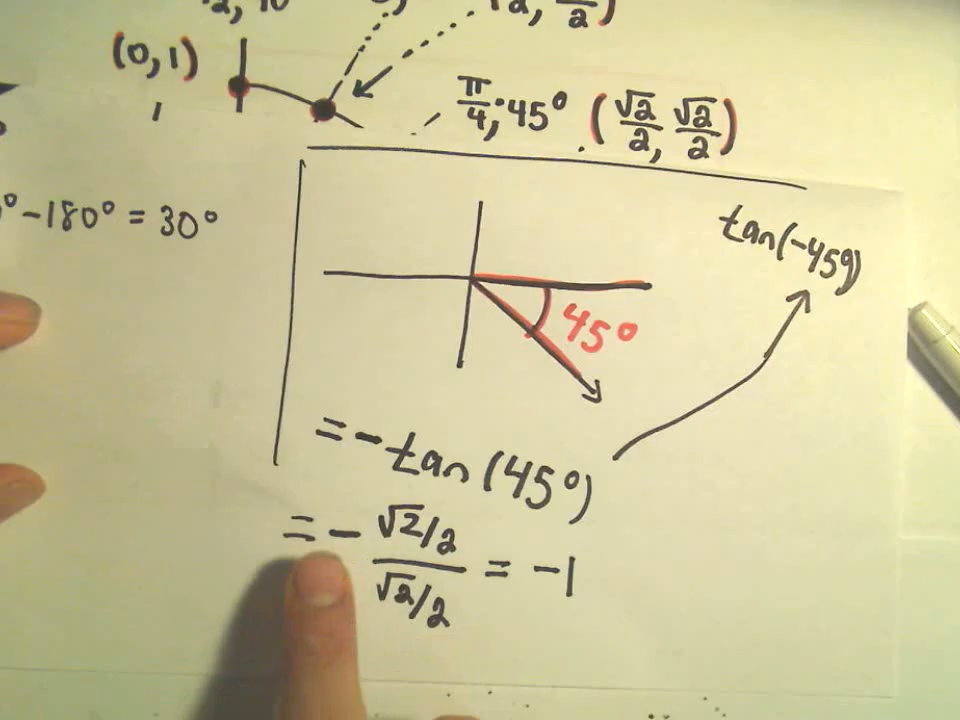 (0, 1)
π/4, 45° (√2/2, √2/2)
° - 180° = 30°
tan(-45°)
45°
= - tan(45°)
= - √2/2 / √2/2 = -1